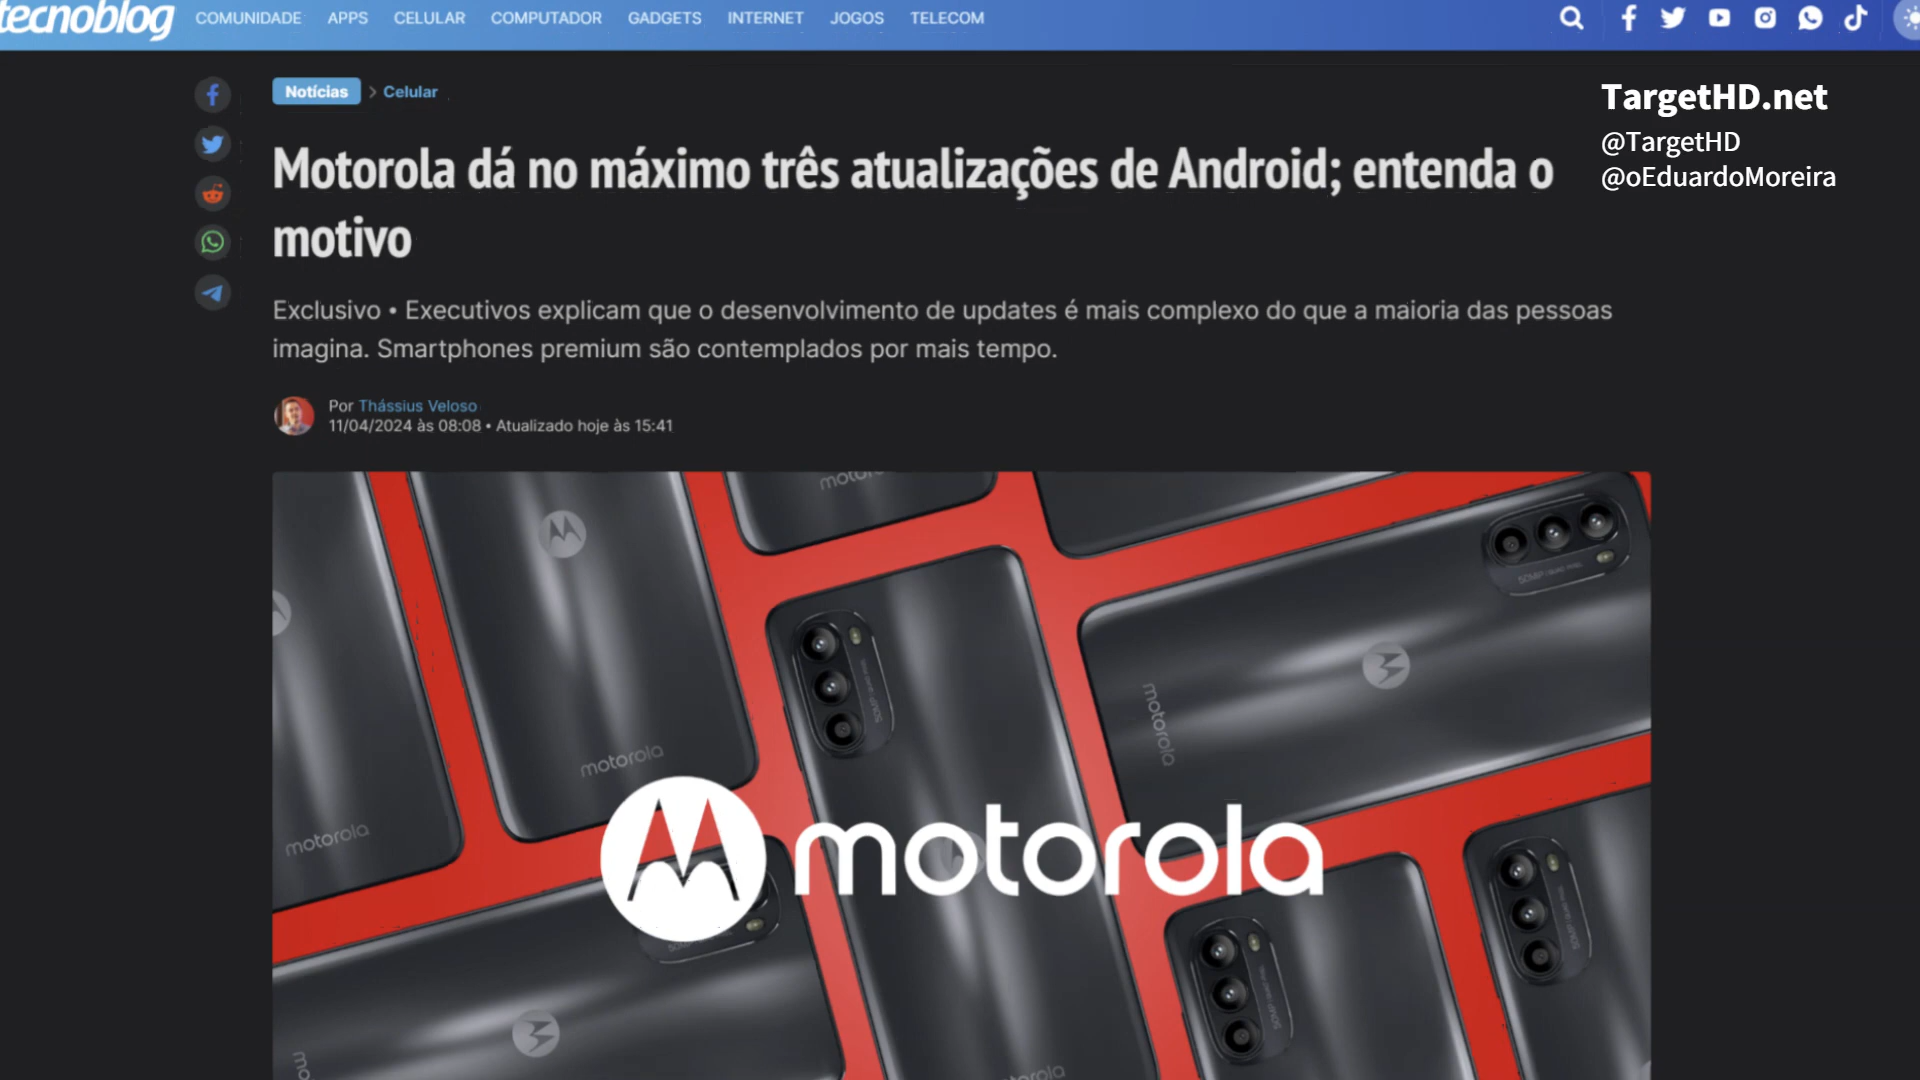 tecnoblog
COMUNIDADE APPS CELULAR COMPUTADOR GADGETS INTERNET JOGOS TELECOM
Notícias > Celular
TargetHD.net
@TargetHD
@oEduardoMoreira
Motorola dá no máximo três atualizações de Android; entenda o
motivo
Exclusivo • Executivos explicam que o desenvolvimento de updates é mais complexo do que a maioria das pessoas
imagina. Smartphones premium são contemplados por mais tempo.
Por Thássius Veloso
11/04/2024 às 08:08 • Atualizado hoje às 15:41
motorola
motorola
motorola
motorola
motorola